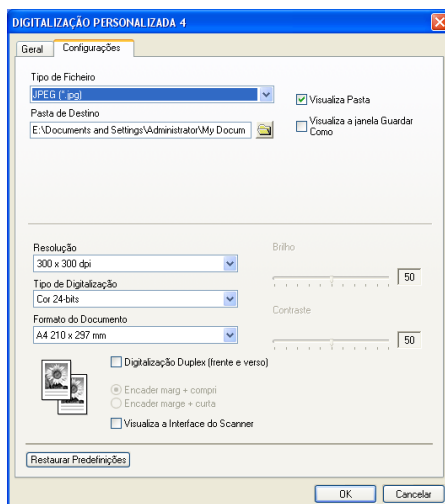 DIGITALIZAÇÃO PERSONALIZADA 4
Geral
Configurações
Tipo de Ficheiro
JPEG (*.jpg)
Visualiza Pasta
Pasta de Destino
Visualiza a janela Guardar
Como
E:\Documents and Settings\Administrator\My Docum
Resolução
Brilho
300 x 300 dpi
50
Tipo de Digitalização
Cor 24-bits
Contraste
Formato do Documento
A4 210 x 297 mm
50
Digitalização Duplex (frente e verso)
Encader marg + compri
Encader marge + curta
Visualiza a Interface do Scanner
Restaurar Predefinições
OK
Cancelar